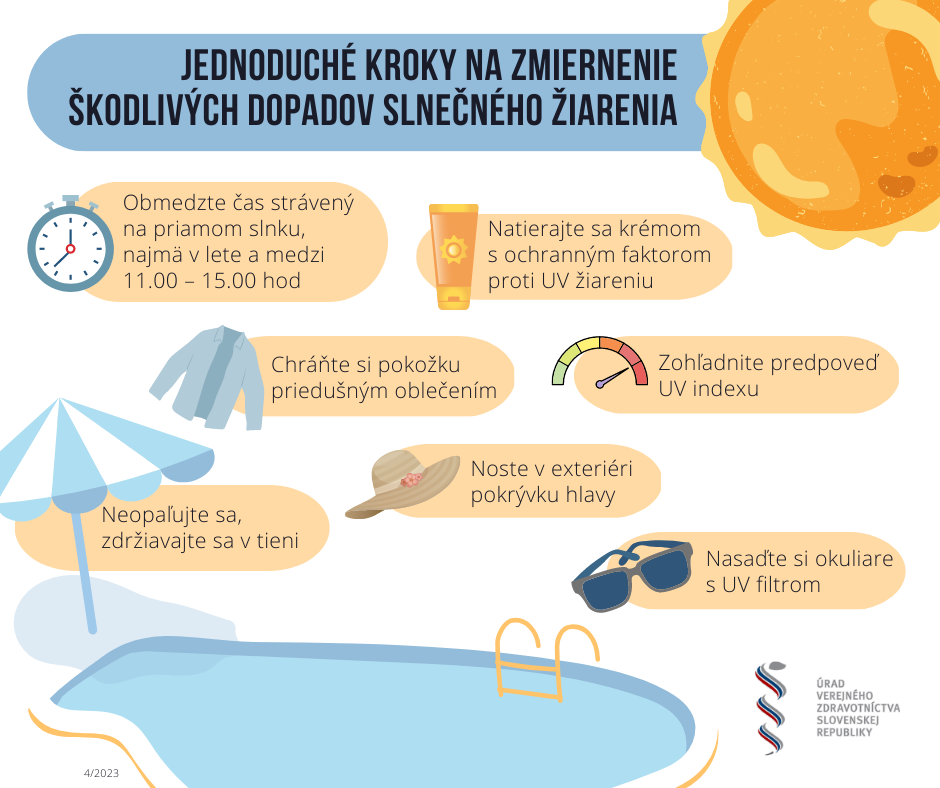 JEDNODUCHÉ KROKY NA ZMIERNENIE
ŠKODLIVÝCH DOPADOV SLNEČNÉHO ŽIARENIA
Obmedzte čas strávený
na priamom slnku,
najmä v lete a medzi
11.00 – 15.00 hod
Natierajte sa krémom
s ochranným faktorom
proti UV žiareniu
Chráňte si pokožku
priedušným oblečením
Zohľadnite predpoveď
UV indexu
Noste v exteriéri
pokrývku hlavy
Neopaľujte sa,
zdržiavajte sa v tieni
Nasaďte si okuliare
s UV filtrom
ÚRAD
VEREJNÉHO
ZDRAVOTNÍCTVA
SLOVENSKEJ
REPUBLIKY
4/2023